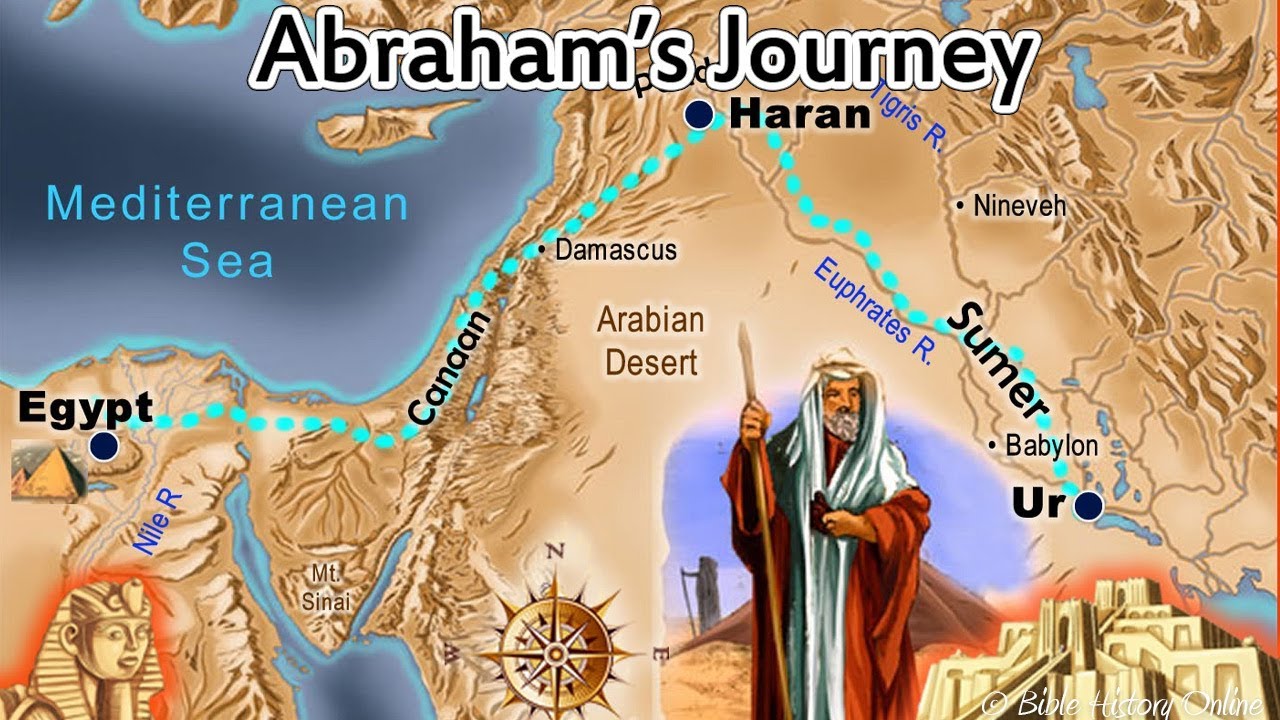 Abraham's Journey
Haran
Tigris R.
Mediterranean
Sea
Nineveh
Damascus
Euphrates R.
Arabian
Desert
Sumer
Canaan
Egypt
Babylon
Ur
Nile R
Mt.
Sinai
N
W
E
© Bible History Online